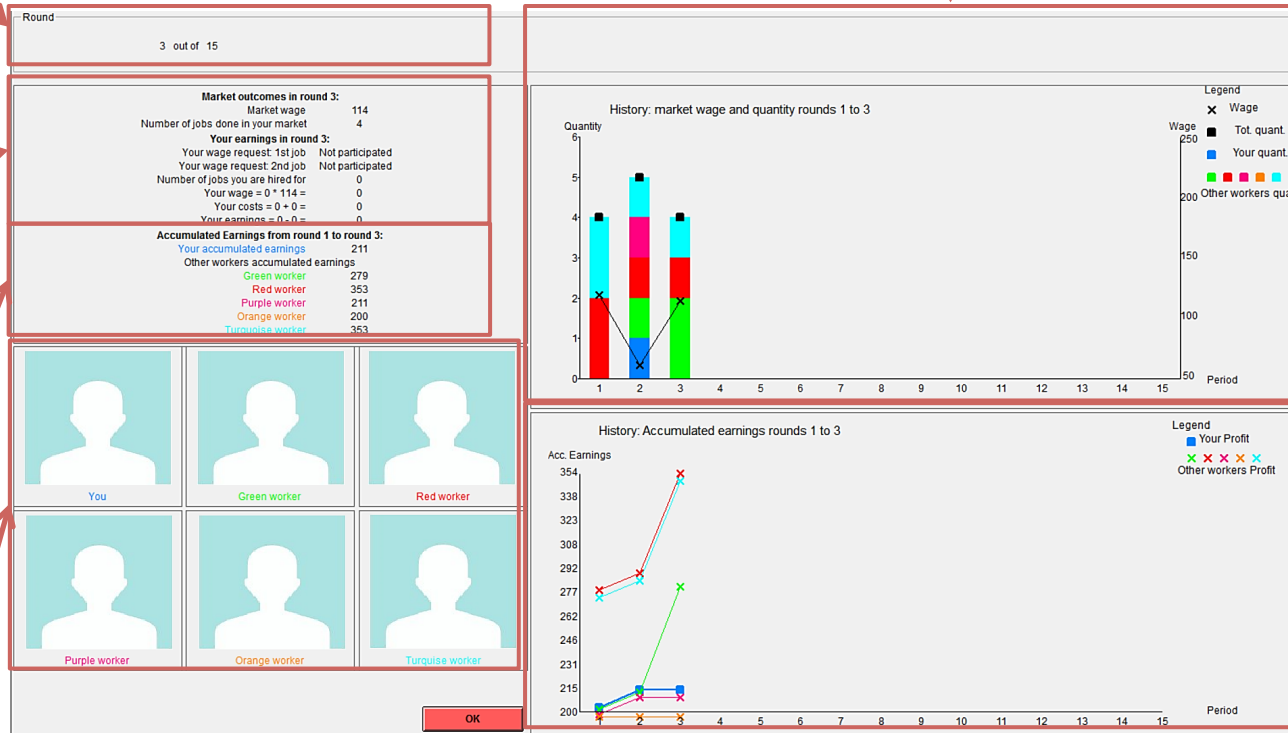 Round
3 out of 15
Market outcomes in round 3:
Market wage 114
Number of jobs done in your market 4
Your earnings in round 3:
Your wage request: 1st job Not participated
Your wage request: 2nd job Not participated
Number of jobs you are hired for 0
Your wage = 0 * 114 = 0
Your costs = 0 + 0 = 0
Your earnings = 0 - 0 = 0
Accumulated Earnings from round 1 to round 3:
Your accumulated earnings 211
Other workers accumulated earnings
Green worker 279
Red worker 353
Purple worker 211
Orange worker 200
Turquoise worker 353
You
Green worker
Red worker
Purple worker
Orange worker
Turquise worker
OK
History: market wage and quantity rounds 1 to 3
Quantity
6
5
4
3
2
1
0
1 2 3 4 5 6 7 8 9 10 11 12 13 14 15
Wage
250
200
150
100
50
Period
Legend
Wage
Tot. quant.
Your quant.
Other workers qua
History: Accumulated earnings rounds 1 to 3
Acc. Earnings
354
338
323
308
292
277
262
246
231
215
200
1 2 3 4 5 6 7 8 9 10 11 12 13 14 15
Period
Legend
Your Profit
Other workers Profit